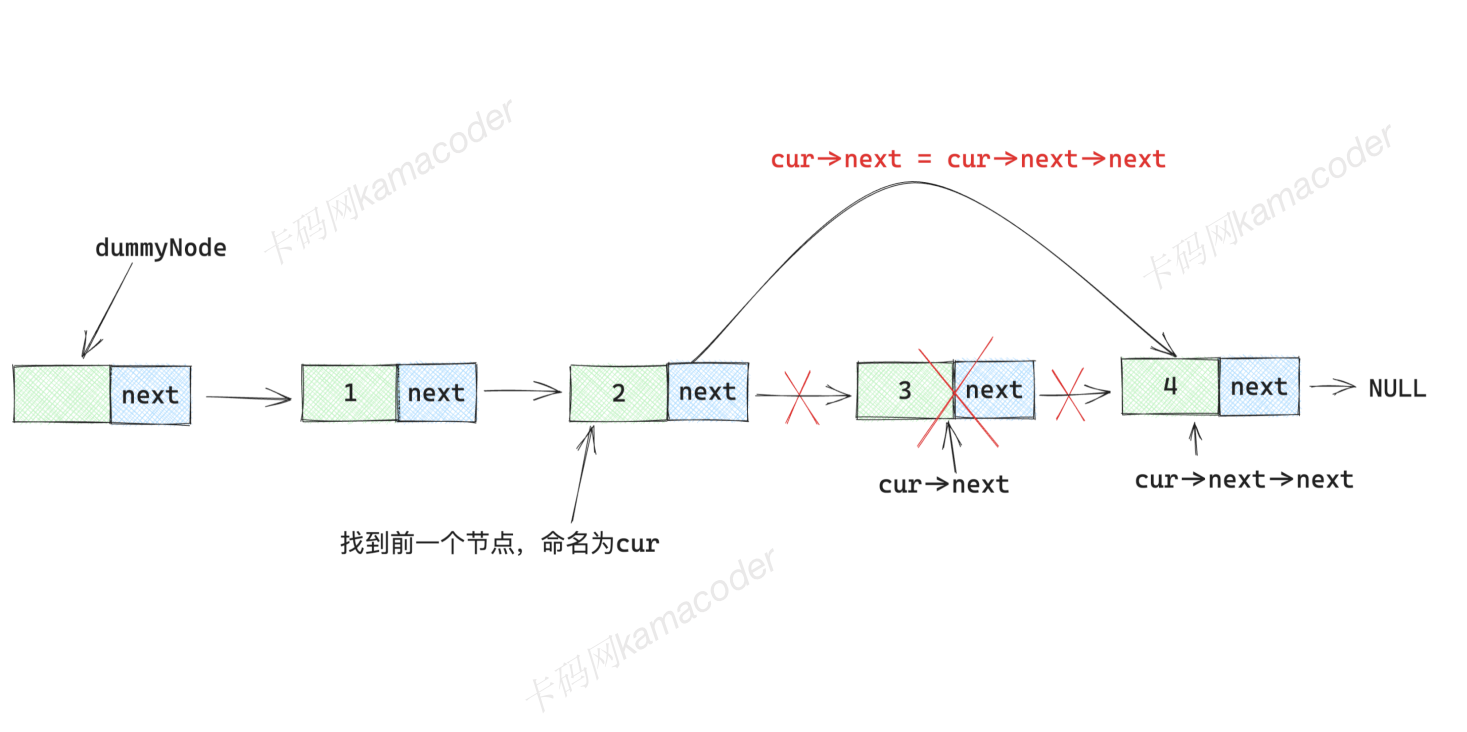 卡码网kamacoder
卡码网kamacoder
cur->next = cur->next->next
dummyNode
next
1 next
2 next
3 next
4 next
NULL
cur->next
cur->next->next
找到前一个节点，命名为cur
卡码网kamacoder